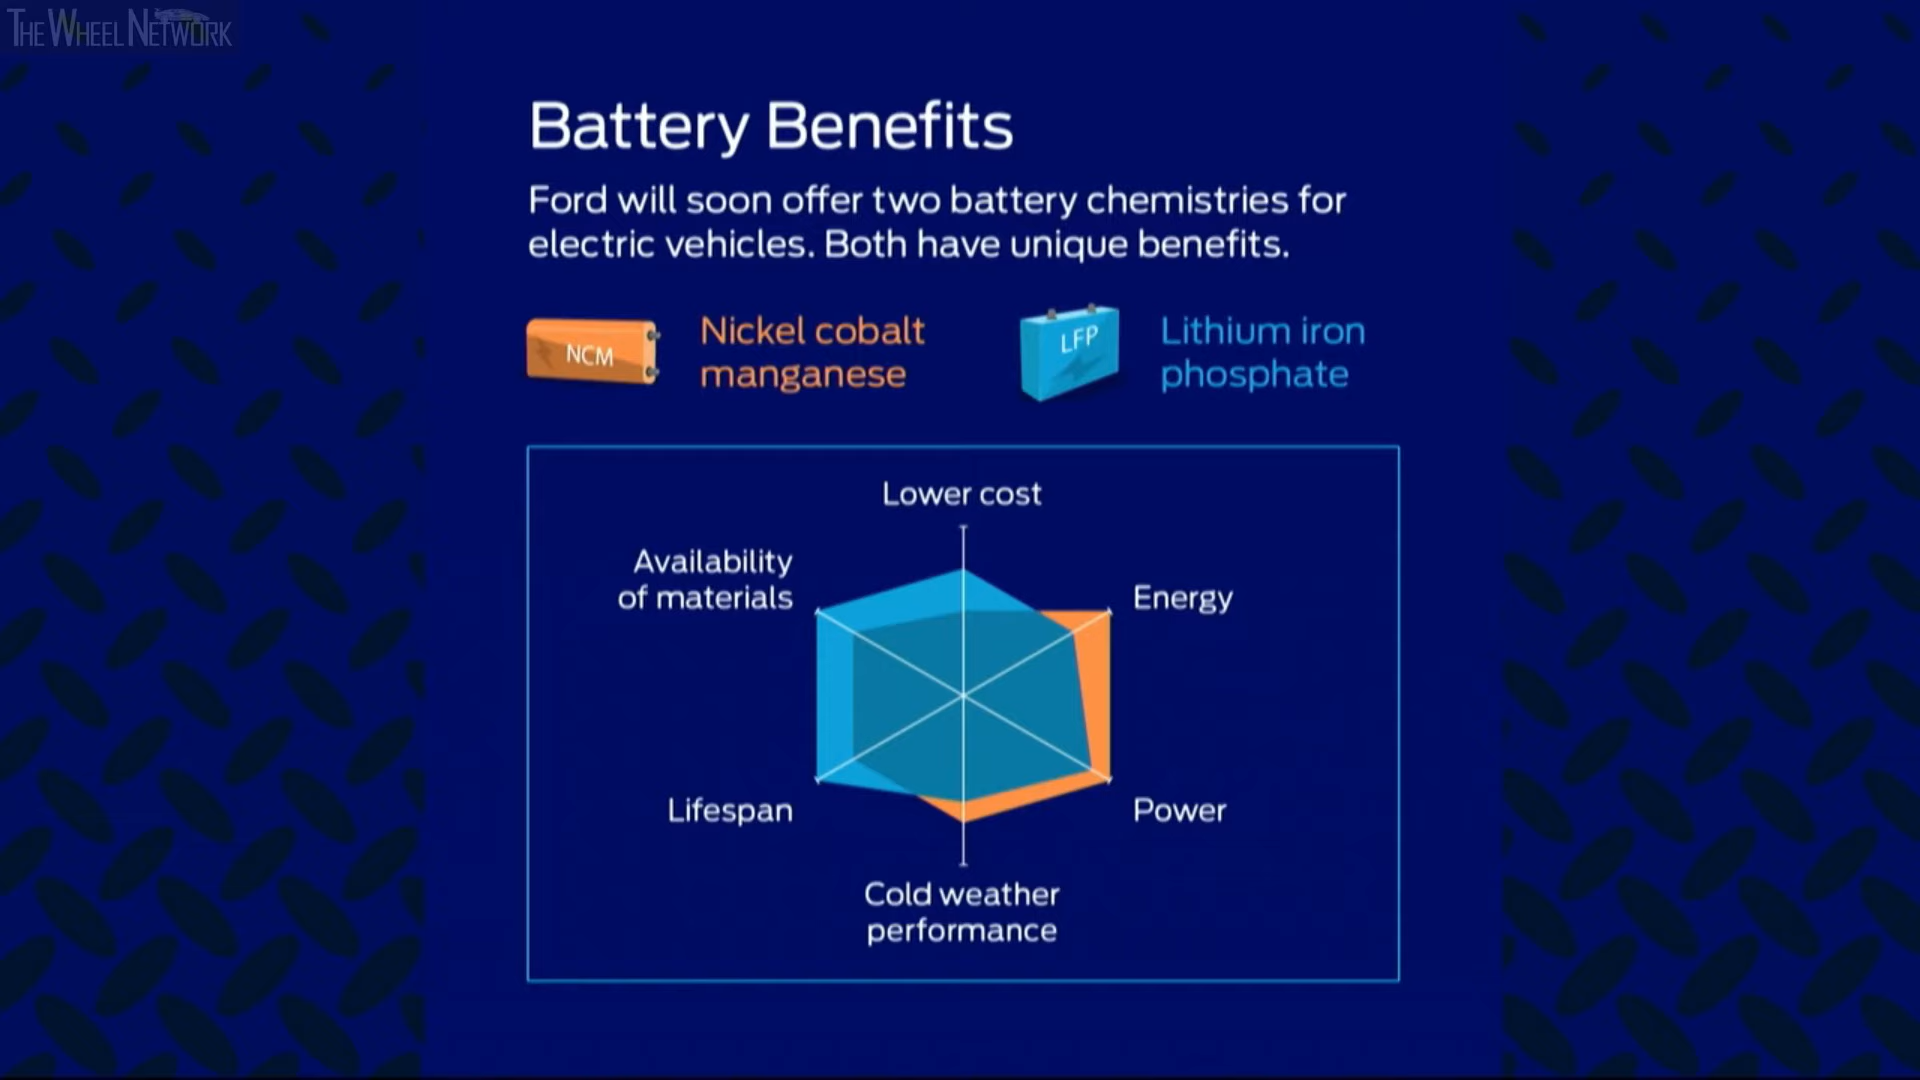 THE WHEEL NETWORK
Battery Benefits
Ford will soon offer two battery chemistries for
electric vehicles. Both have unique benefits.
NCM
Nickel cobalt
manganese
LFP
Lithium iron
phosphate
Lower cost
Availability
of materials
Energy
Lifespan
Power
Cold weather
performance